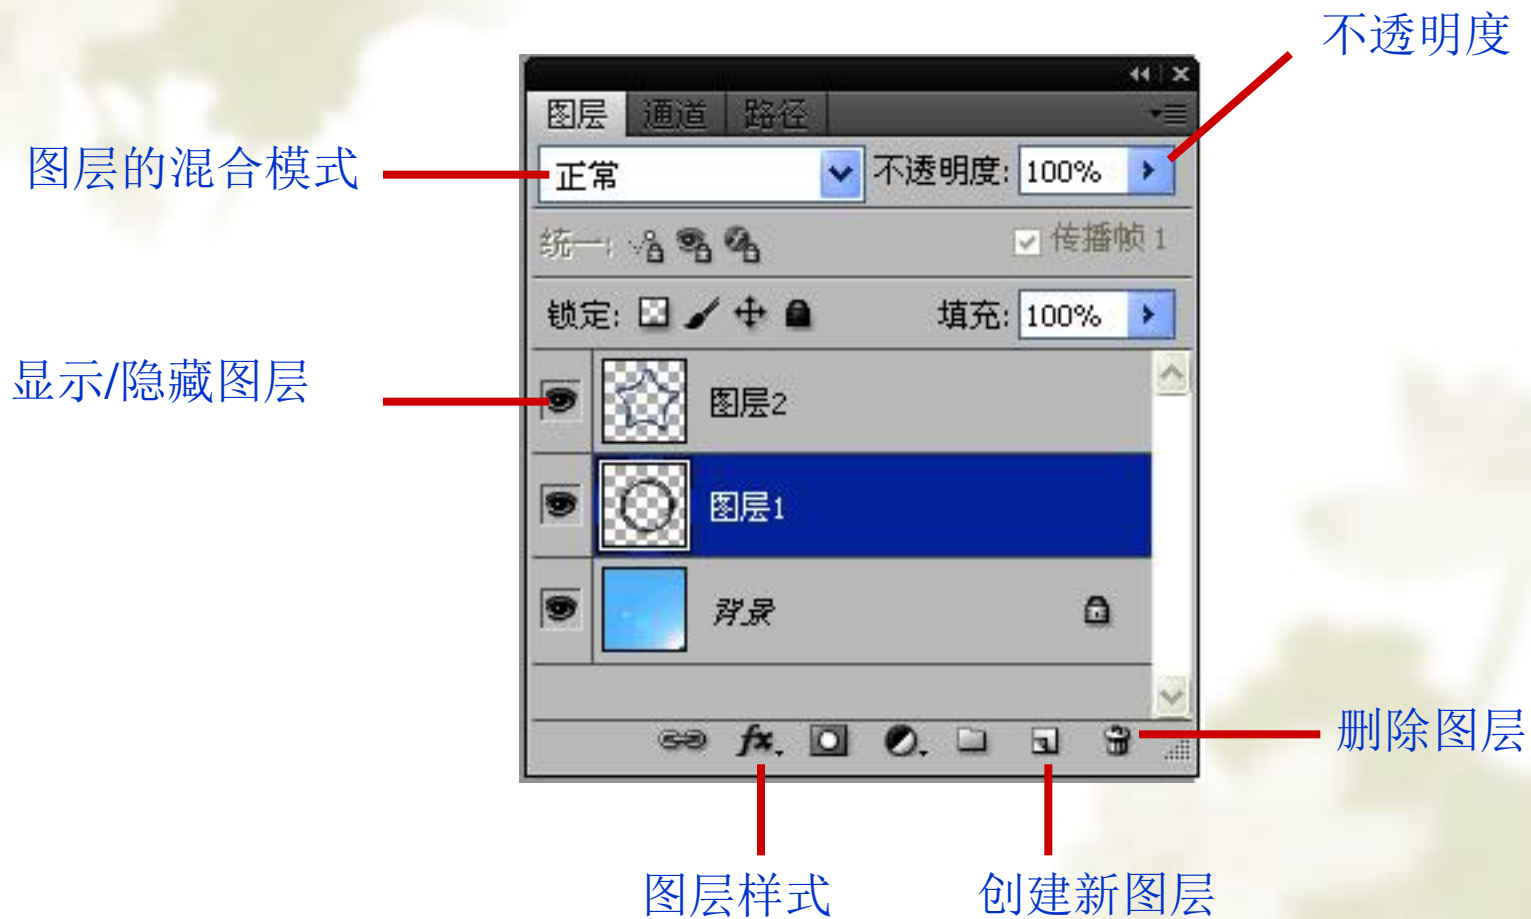 不透明度
图层 通道 路径
图层的混合模式
正常 不透明度: 100%
统一: 传播帧 1
锁定: 填充: 100%
显示/隐藏图层
图层2
图层1
背景
fx.
删除图层
图层样式 创建新图层